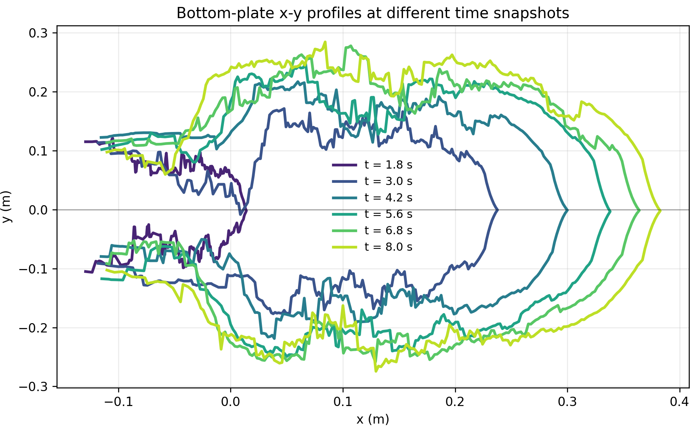 Bottom-plate x-y profiles at different time snapshots
0.3
0.2
0.1
0.0
−0.1
−0.2
−0.3
y (m)
t = 1.8 s
t = 3.0 s
t = 4.2 s
t = 5.6 s
t = 6.8 s
t = 8.0 s
−0.1 0.0 0.1 0.2 0.3 0.4
x (m)